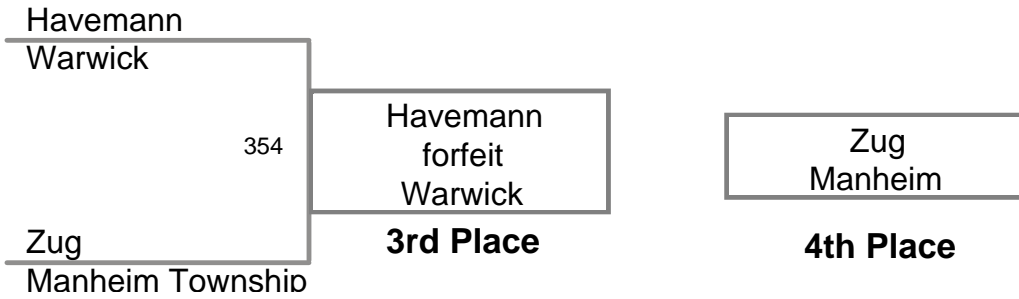 Havemann
Warwick
354
Havemann
forfeit
Warwick
3rd Place
Zug
Manheim
4th Place
Zug
Manheim Township